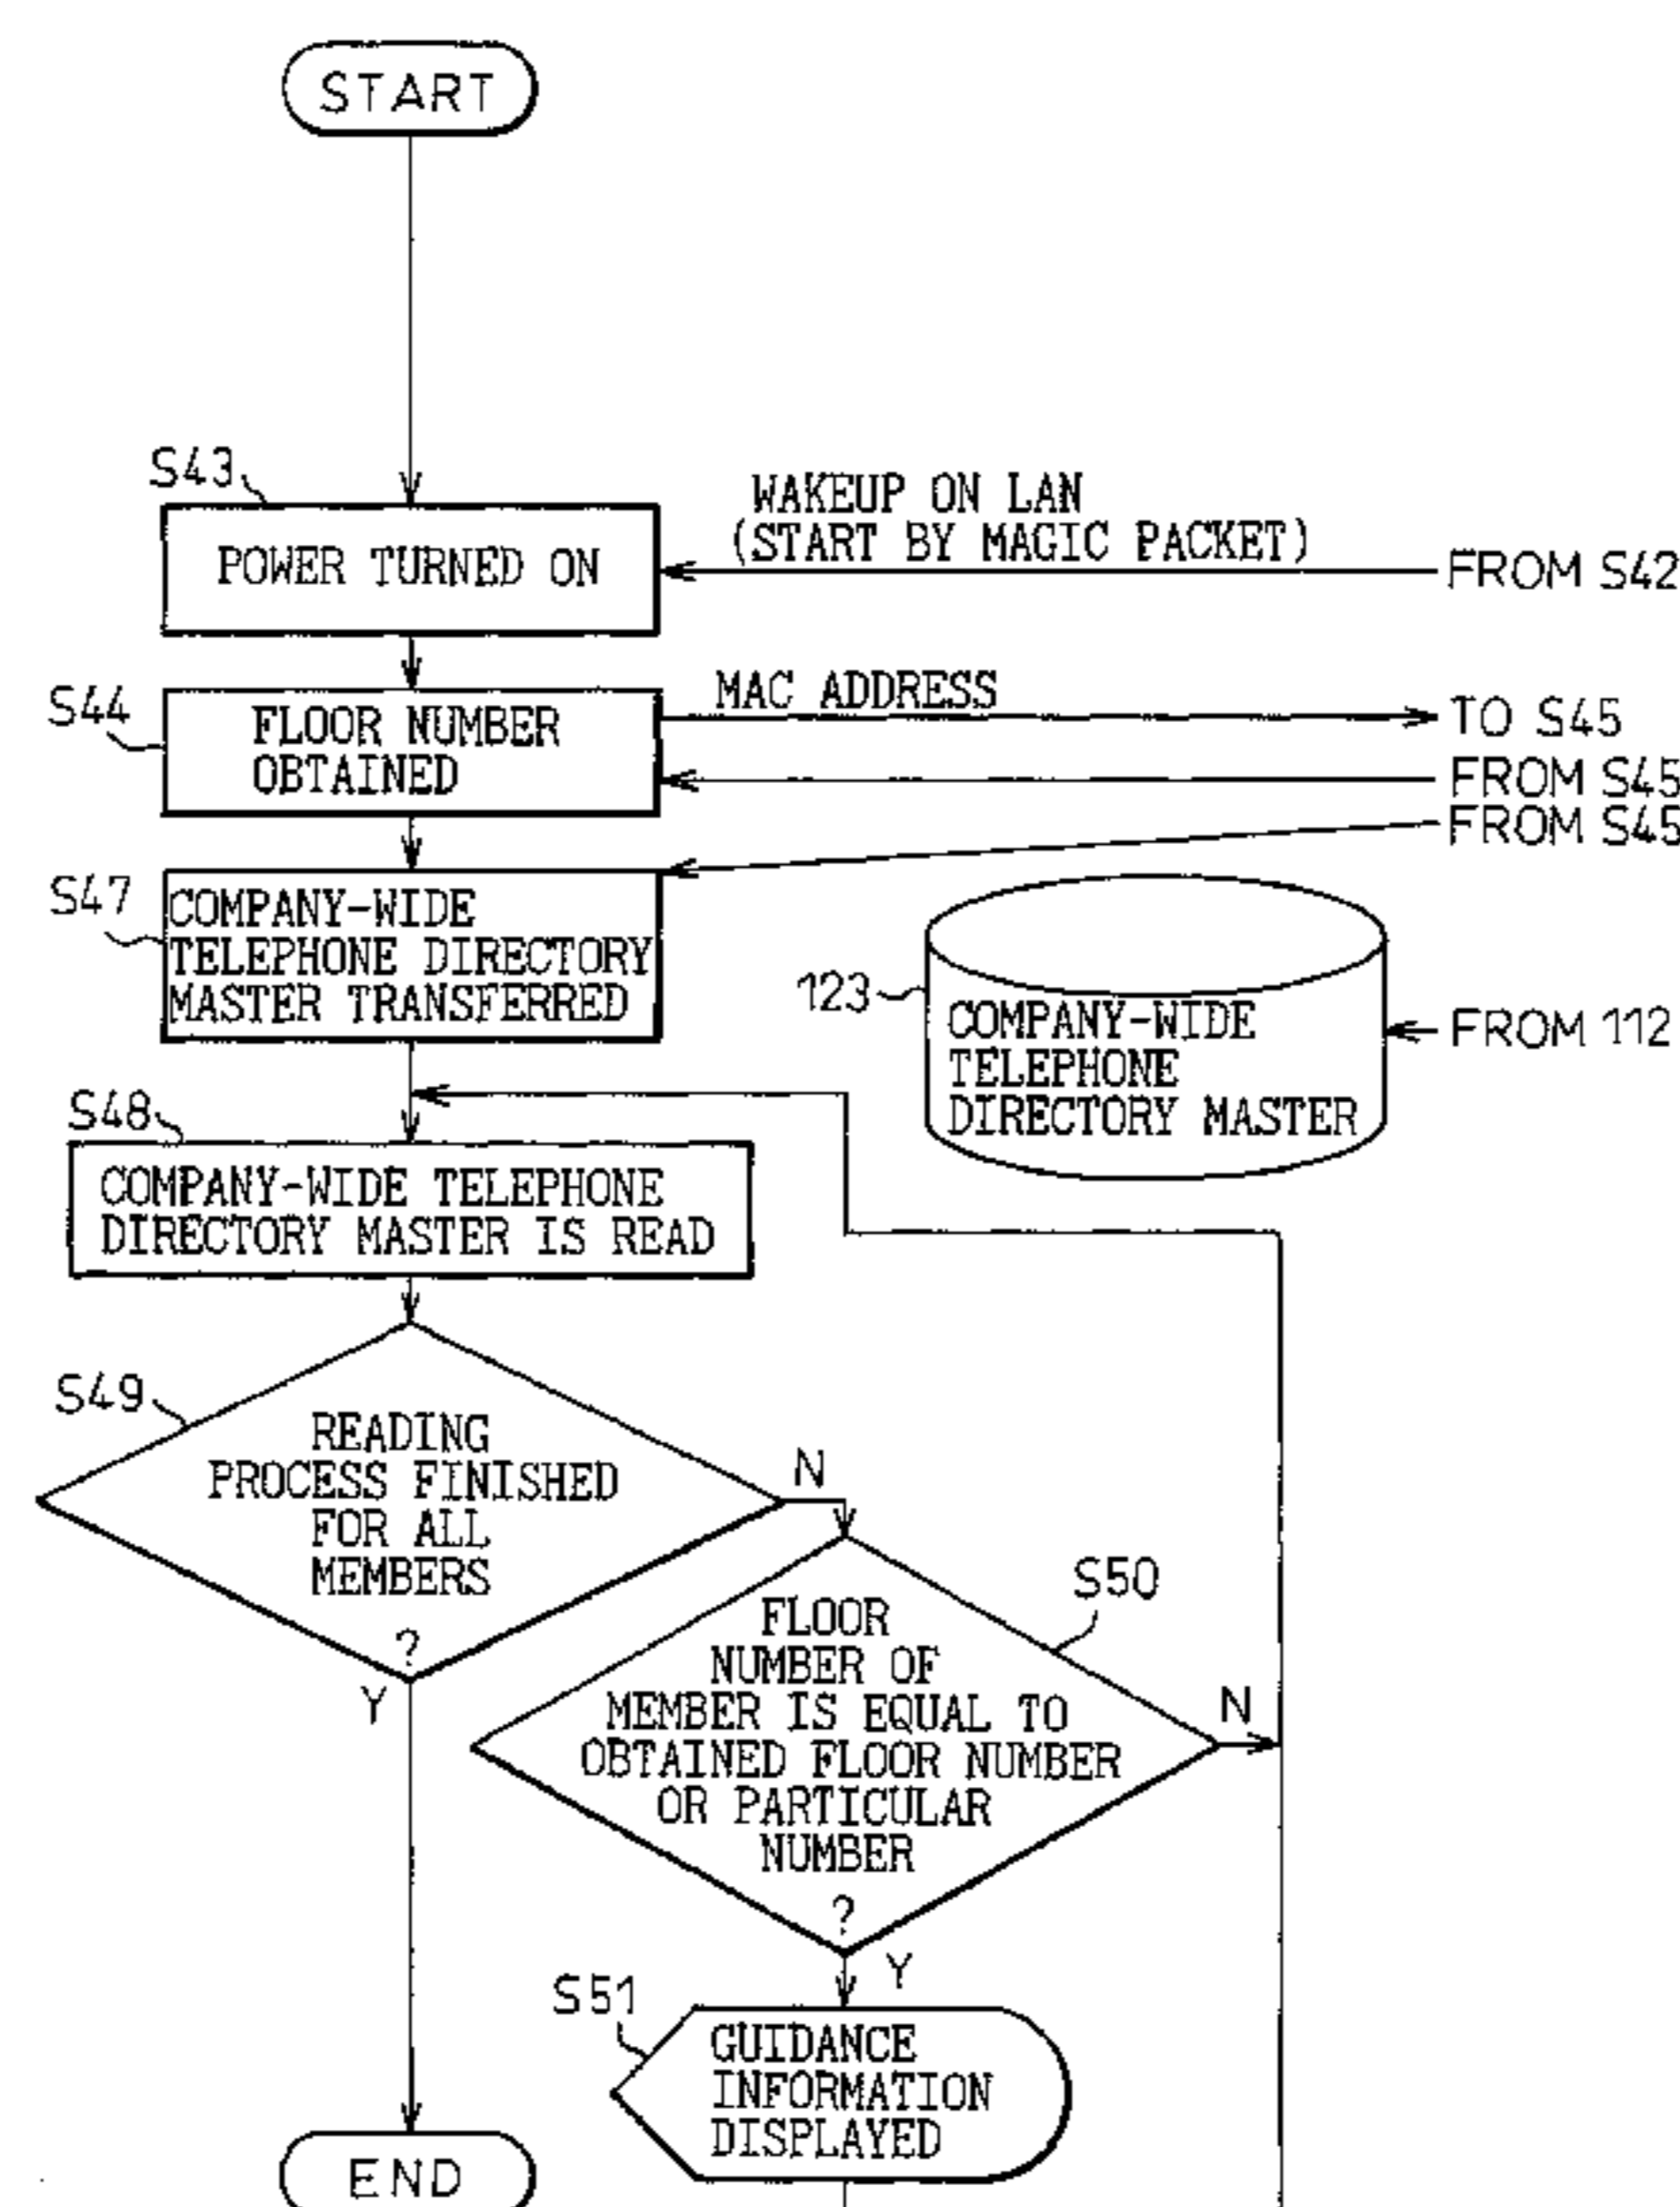 START
S43
POWER TURNED ON
WAKEUP ON LAN
(START BY MAGIC PACKET)
FROM S42
S44
FLOOR NUMBER
OBTAINED
MAC ADDRESS
TO S45
FROM S45
FROM S45
S47
COMPANY-WIDE
TELEPHONE DIRECTORY
MASTER TRANSFERRED
123
COMPANY-WIDE
TELEPHONE
DIRECTORY MASTER
FROM 112
S48
COMPANY-WIDE TELEPHONE
DIRECTORY MASTER IS READ
S49
READING
PROCESS FINISHED
FOR ALL
MEMBERS
?
N
Y
S50
FLOOR
NUMBER OF
MEMBER IS EQUAL TO
OBTAINED FLOOR NUMBER
OR PARTICULAR
NUMBER
?
N
Y
S51
GUIDANCE
INFORMATION
DISPLAYED
END